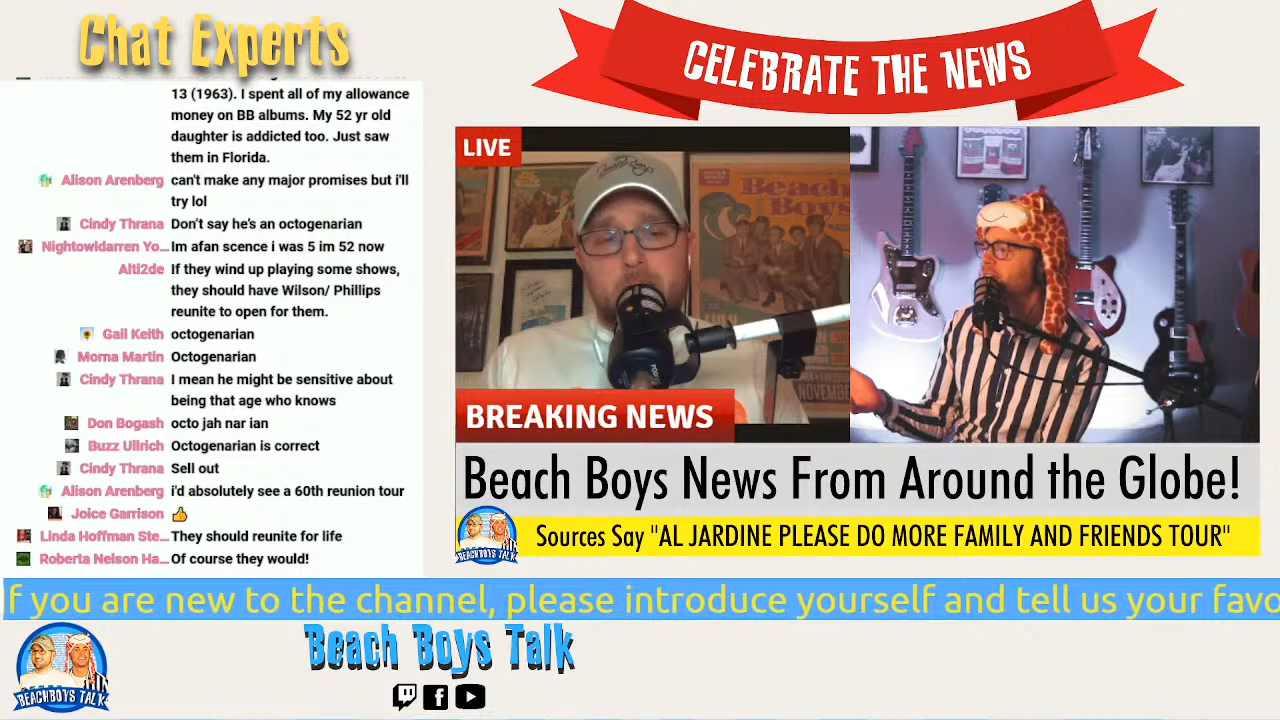 Chat Experts
CELEBRATE THE NEWS
13 (1963). I spent all of my allowance
money on BB albums. My 52 yr old
daughter is addicted too. Just saw
them in Florida.
Alison Arenberg can't make any major promises but i'll
try lol
Cindy Thrana Don't say he's an octogenarian
Nightowldarren Yo... Im afan scence i was 5 im 52 now
Alti2de If they wind up playing some shows,
they should have Wilson/ Phillips
reunite to open for them.
Gail Keith octogenarian
Morna Martin Octogenarian
Cindy Thrana I mean he might be sensitive about
being that age who knows
Don Bogash octo jah nar ian
Buzz Ullrich Octogenarian is correct
Cindy Thrana Sell out
Alison Arenberg i'd absolutely see a 60th reunion tour
Joice Garrison 👍
Linda Hoffman Ste... They should reunite for life
Roberta Nelson Ha... Of course they would!
LIVE
Beach Boys
Beach
Boys
NOVEMBER
BREAKING NEWS
Beach Boys News From Around the Globe!
BEACHBOYS TALK
Sources Say "AL JARDINE PLEASE DO MORE FAMILY AND FRIENDS TOUR"
f you are new to the channel, please introduce yourself and tell us your favo
BEACHBOYS TALK
Beach Boys Talk